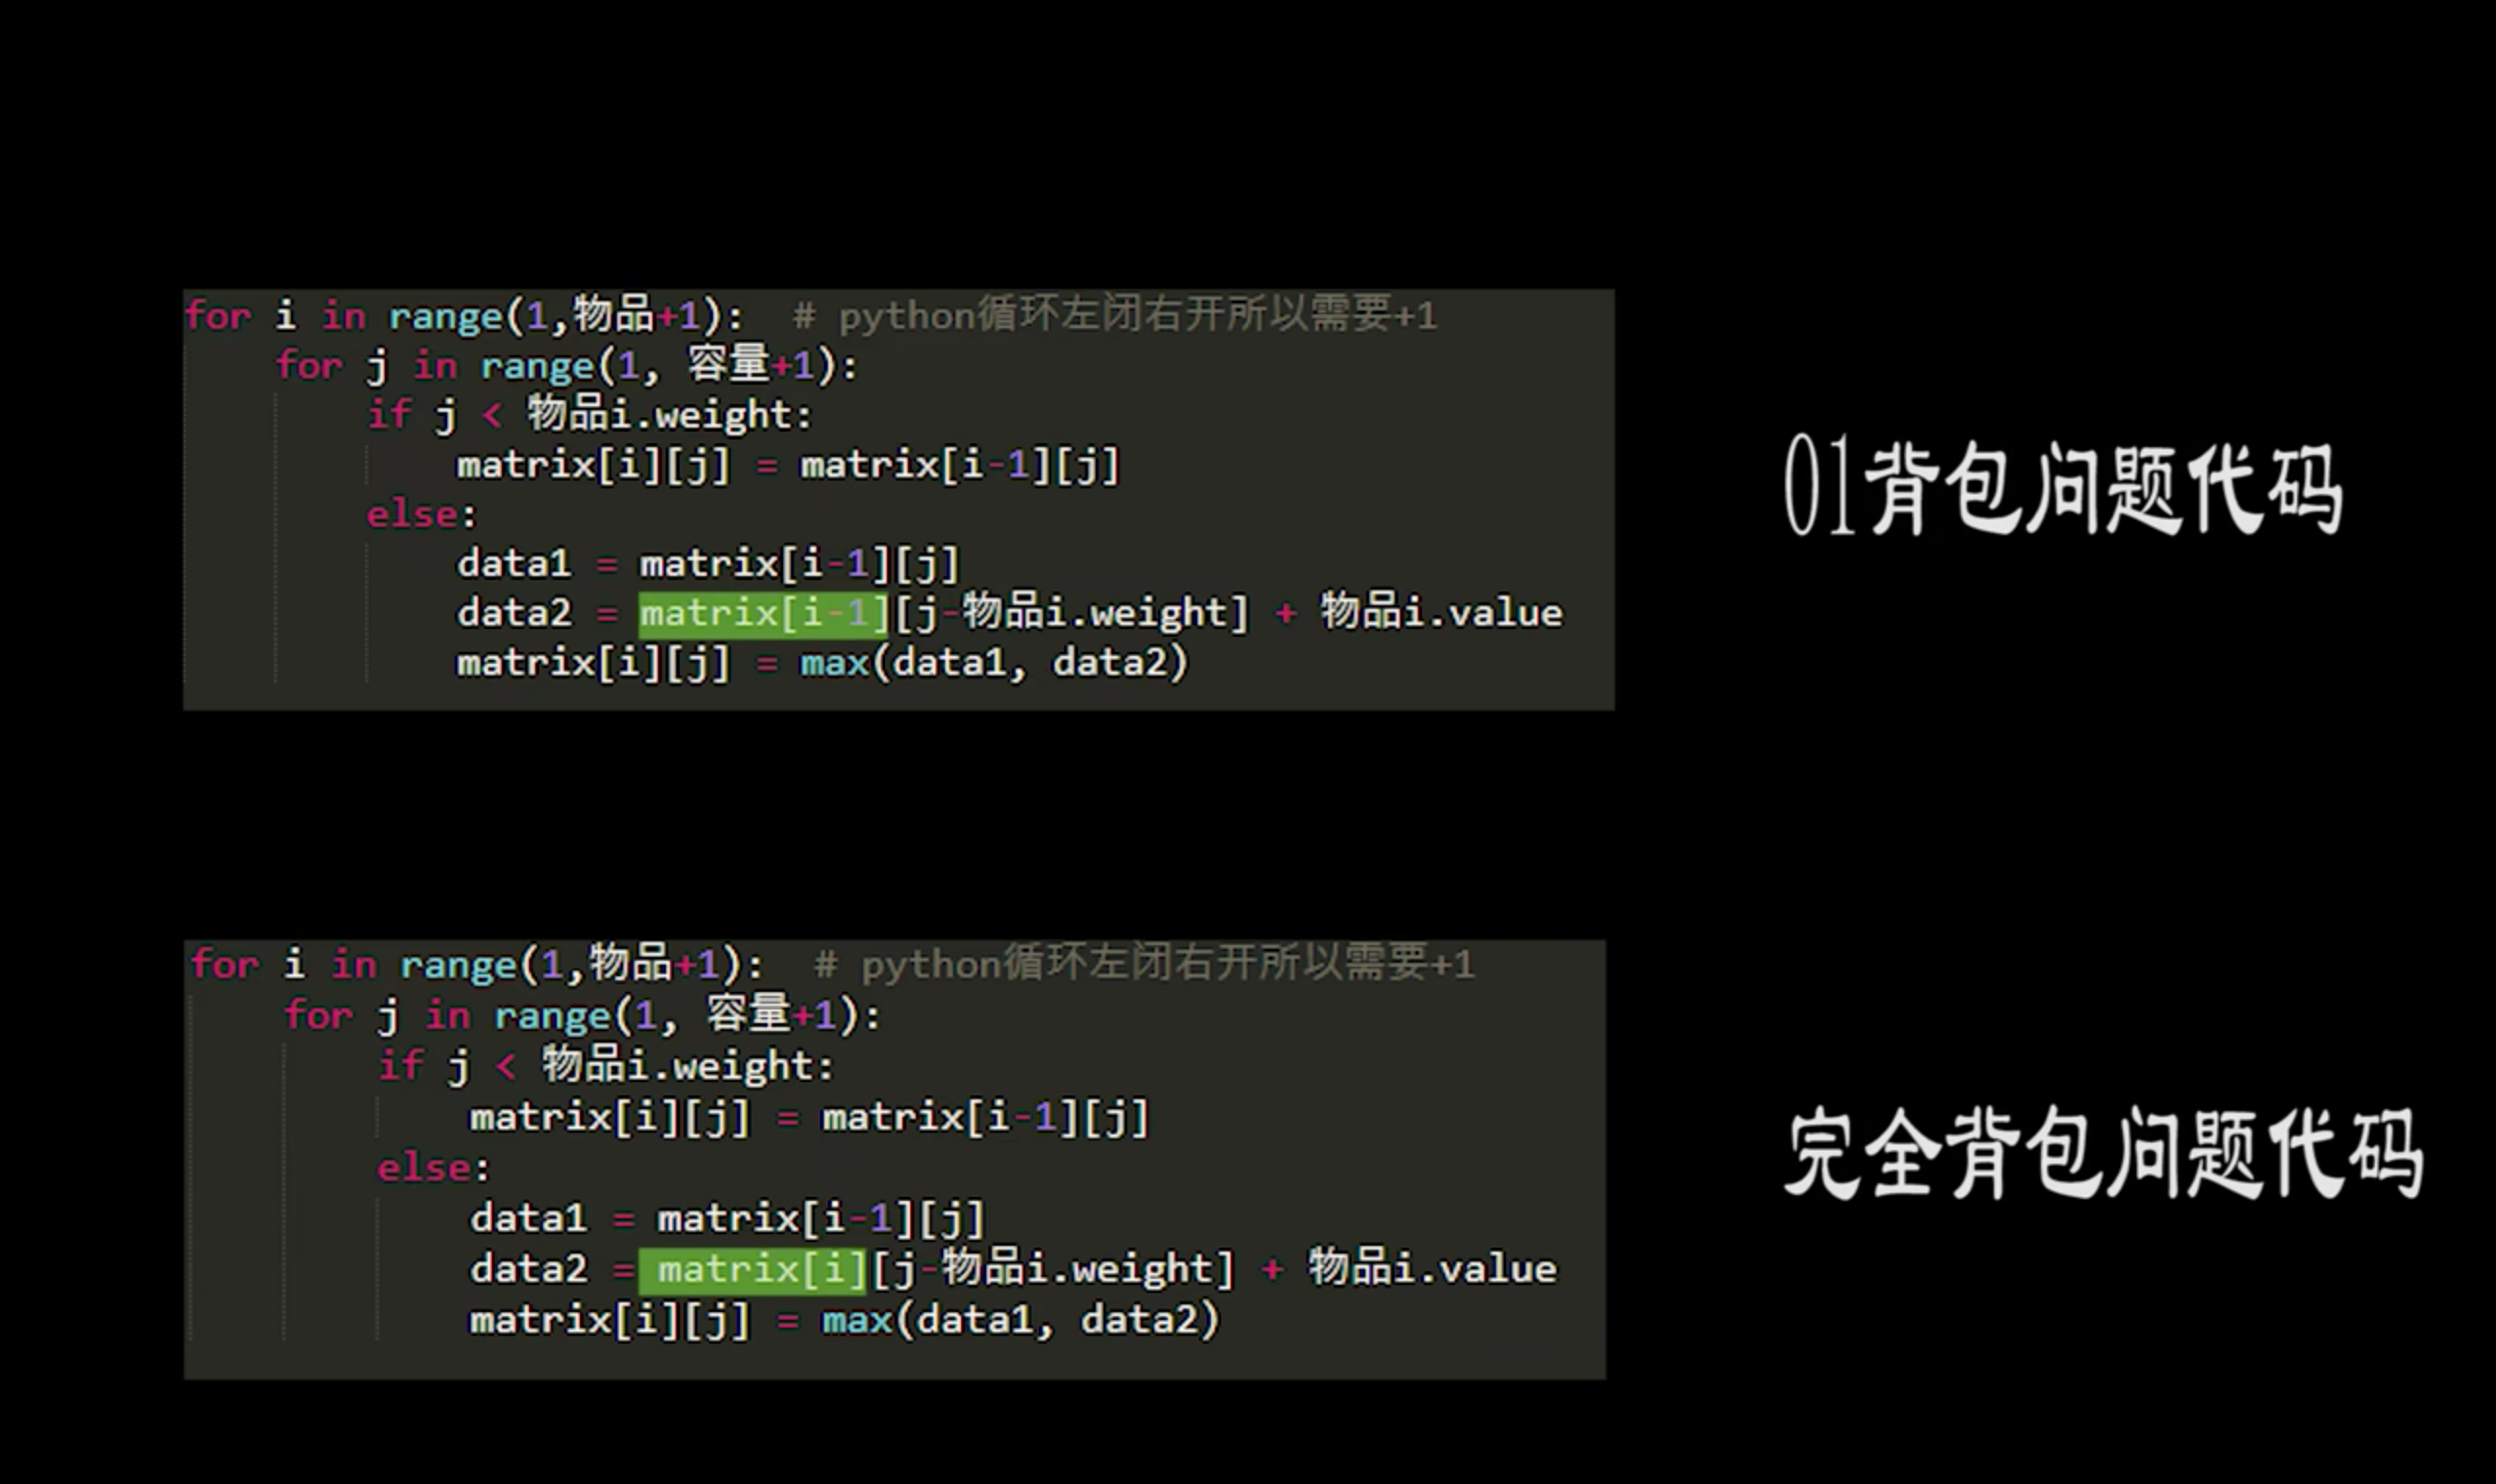 for i in range(1,物品+1):  # python循环左闭右开所以需要+1
    for j in range(1, 容量+1):
        if j < 物品i.weight:
            matrix[i][j] = matrix[i-1][j]
        else:
            data1 = matrix[i-1][j]
            data2 = matrix[i-1][j-物品i.weight] + 物品i.value
            matrix[i][j] = max(data1, data2)
01背包问题代码
for i in range(1,物品+1):  # python循环左闭右开所以需要+1
    for j in range(1, 容量+1):
        if j < 物品i.weight:
            matrix[i][j] = matrix[i-1][j]
        else:
            data1 = matrix[i-1][j]
            data2 = matrix[i][j-物品i.weight] + 物品i.value
            matrix[i][j] = max(data1, data2)
完全背包问题代码